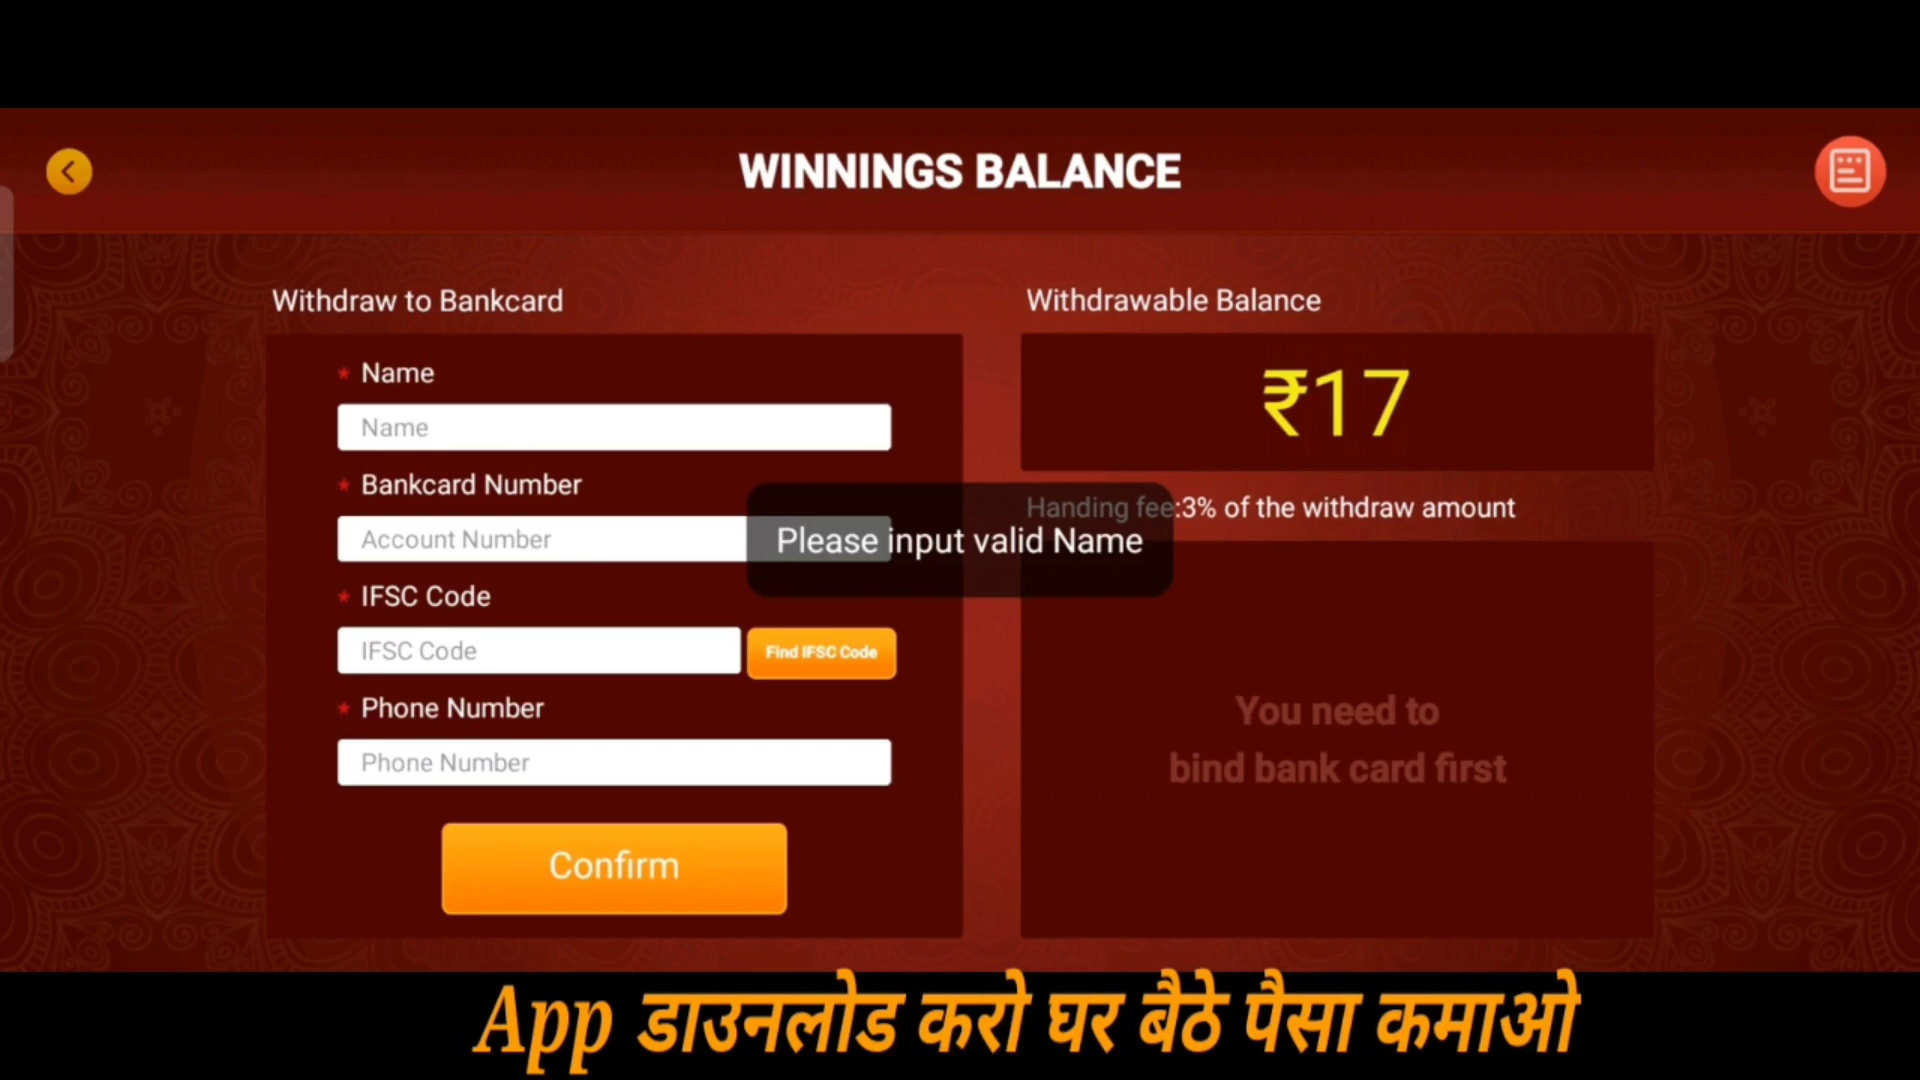 WINNINGS BALANCE
Withdraw to Bankcard
* Name
Name
* Bankcard Number
Account Number
* IFSC Code
IFSC Code
Find IFSC Code
* Phone Number
Phone Number
Confirm
Withdrawable Balance
₹17
Handing fee:3% of the withdraw amount
Please input valid Name
You need to
bind bank card first
App डाउनलोड करो घर बैठे पैसा कमाओ